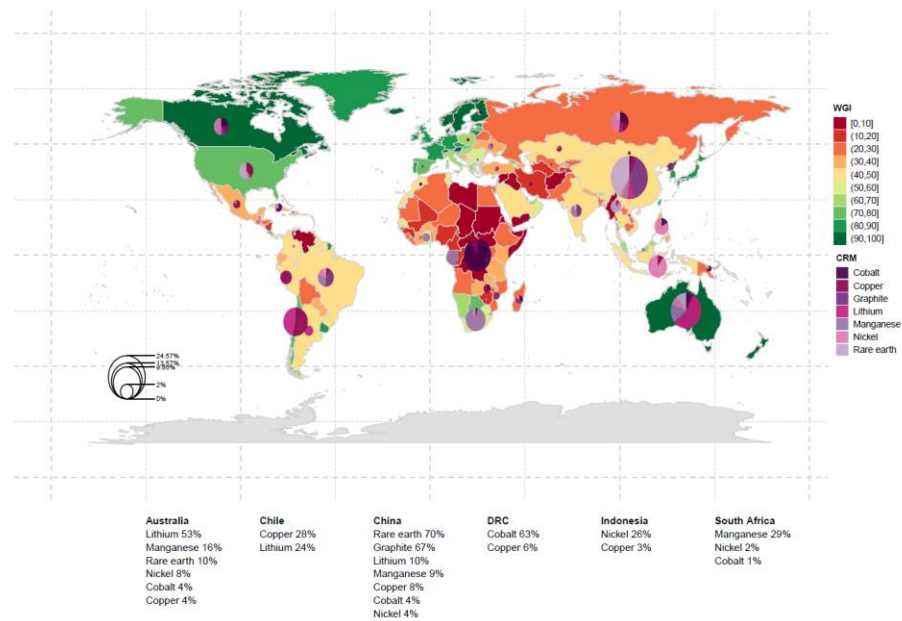 WGI
[0,10]
(10,20]
(20,30]
(30,40]
(40,50]
(50,60]
(60,70]
(70,80]
(80,90]
(90,100]
CRM
Cobalt
Copper
Graphite
Lithium
Manganese
Nickel
Rare earth
24.57%
13.57%
2%
0%
Australia
Lithium 53%
Manganese 16%
Rare earth 10%
Nickel 8%
Cobalt 4%
Copper 4%
Chile
Copper 28%
Lithium 24%
China
Rare earth 70%
Graphite 67%
Lithium 10%
Manganese 9%
Copper 8%
Cobalt 4%
Nickel 4%
DRC
Cobalt 63%
Copper 6%
Indonesia
Nickel 26%
Copper 3%
South Africa
Manganese 29%
Nickel 2%
Cobalt 1%